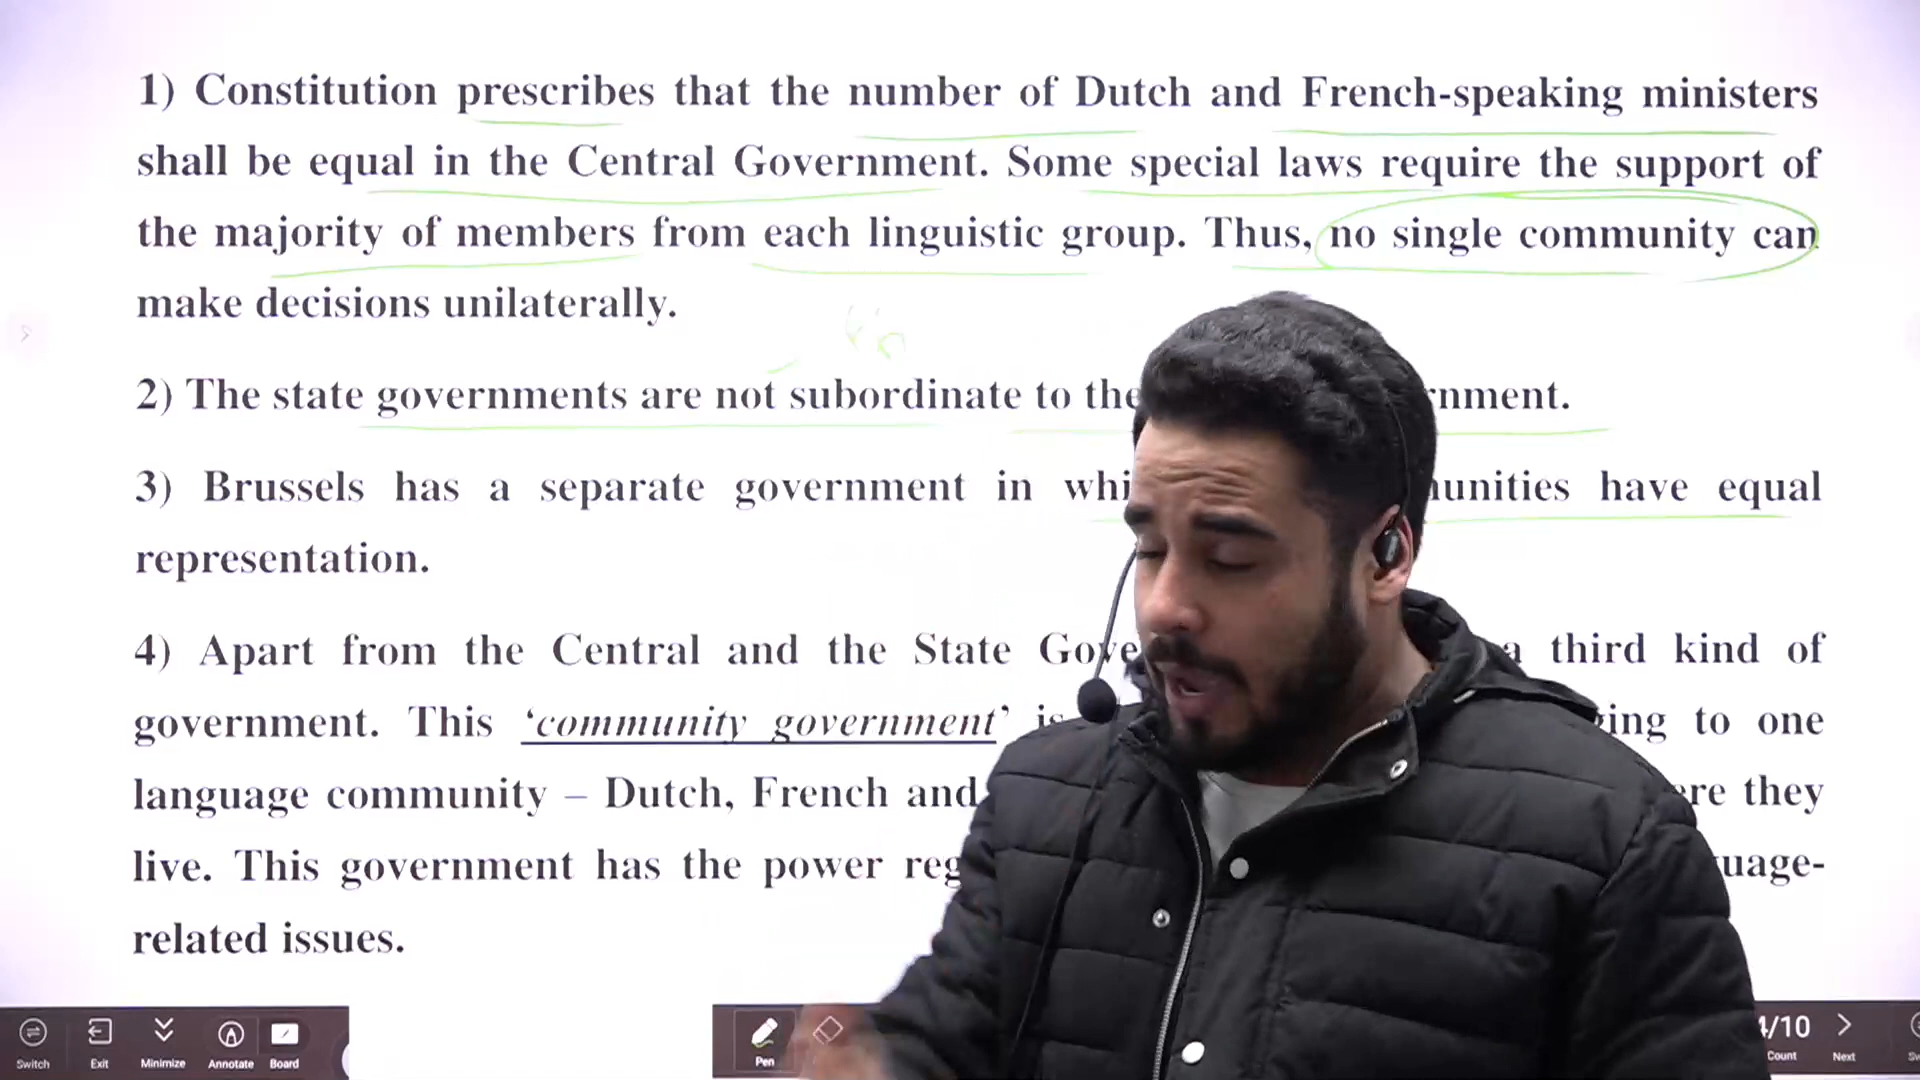 1) Constitution prescribes that the number of Dutch and French-speaking ministers
shall be equal in the Central Government. Some special laws require the support of
the majority of members from each linguistic group. Thus, no single community can
make decisions unilaterally.
2) The state governments are not subordinate to the rnment.
3) Brussels has a separate government in whi unities have equal
representation.
4) Apart from the Central and the State Gove a third kind of
government. This ‘community government’ is ging to one
language community – Dutch, French and re they
live. This government has the power reg uage-
related issues.
Switch Exit Minimize Annotate Board Pen 4/10 Count Next